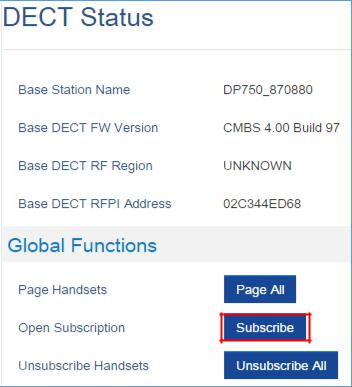 DECT Status
Base Station Name DP750_870880
Base DECT FW Version CMBS 4.00 Build 97
Base DECT RF Region UNKNOWN
Base DECT RFPI Address 02C344ED68
Global Functions
Page Handsets Page All
Open Subscription Subscribe
Unsubscribe Handsets Unsubscribe All